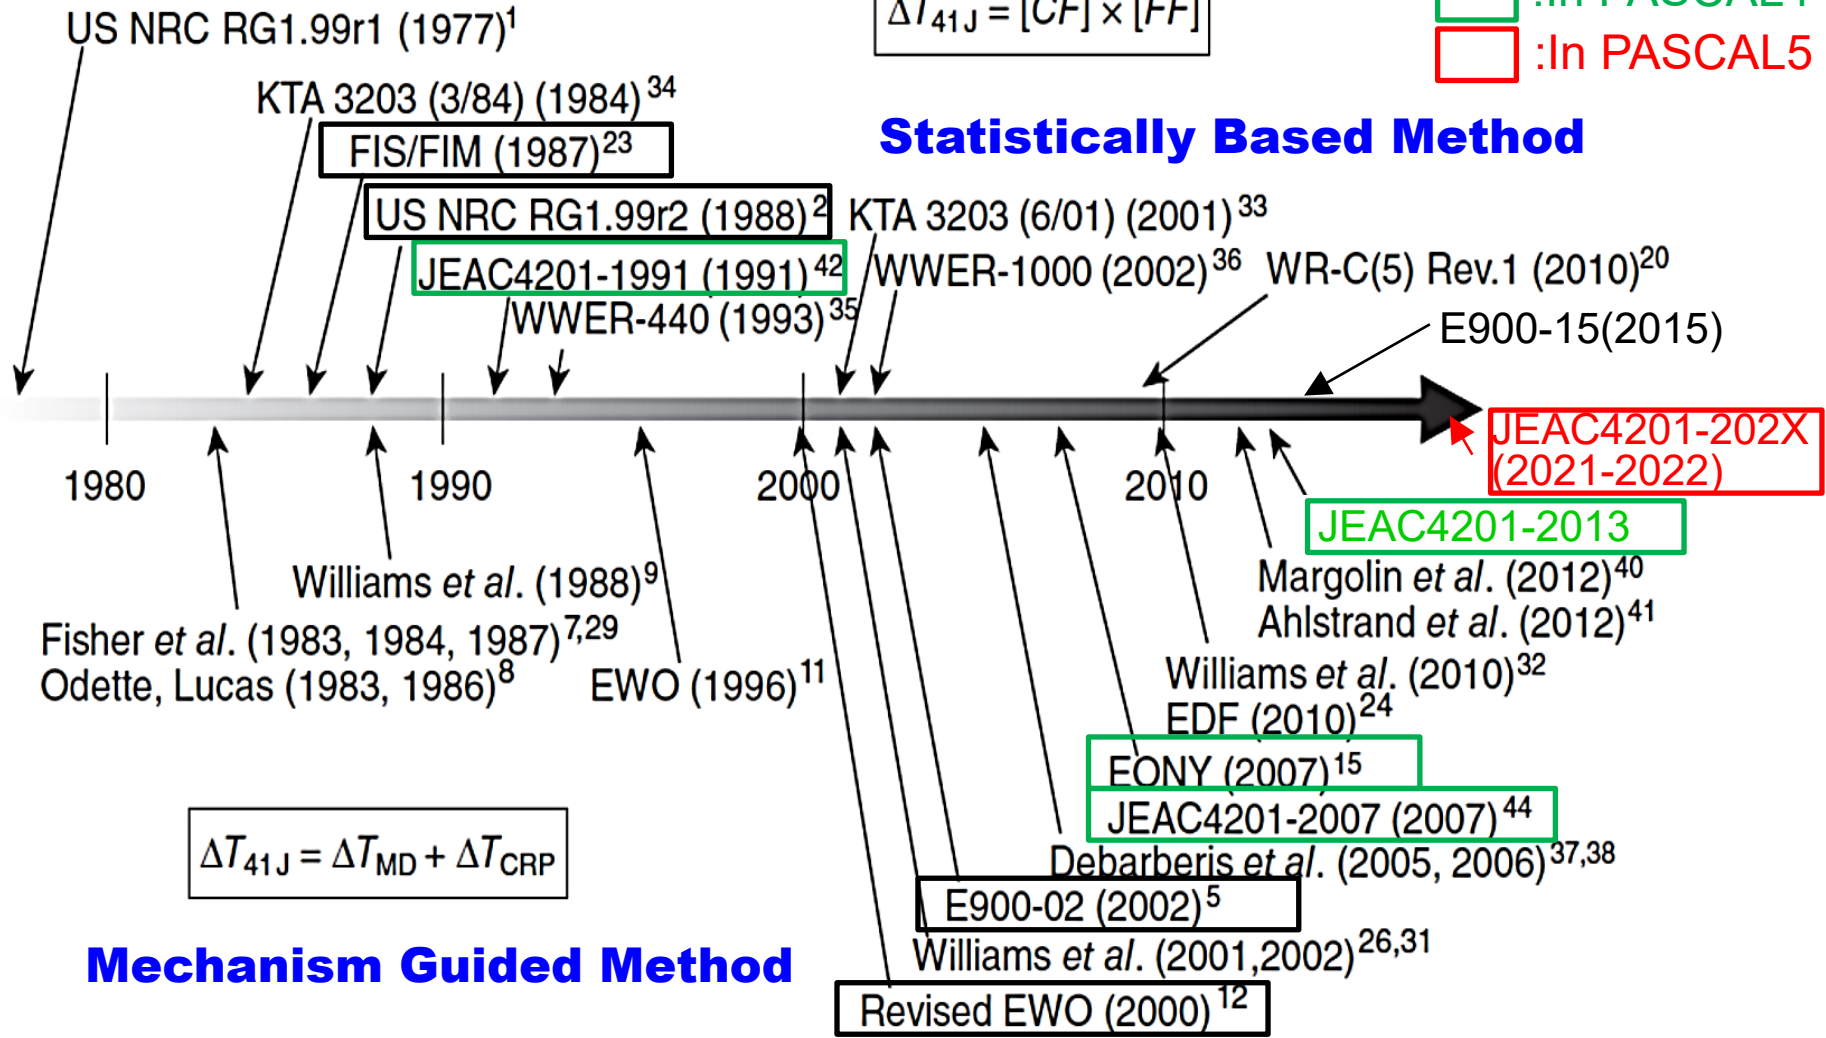 US NRC RG1.99r1 (1977)1
ΔT41J = [CF] × [FF]
:In PASCAL4
:In PASCAL5
KTA 3203 (3/84) (1984)34
FIS/FIM (1987)23
Statistically Based Method
US NRC RG1.99r2 (1988)2
KTA 3203 (6/01) (2001)33
JEAC4201-1991 (1991)42
WWER-1000 (2002)36
WR-C(5) Rev.1 (2010)20
WWER-440 (1993)35
E900-15(2015)
JEAC4201-202X
(2021-2022)
1980
1990
2000
2010
JEAC4201-2013
Williams et al. (1988)9
Margolin et al. (2012)40
Ahlstrand et al. (2012)41
Fisher et al. (1983, 1984, 1987)7,29
Odette, Lucas (1983, 1986)8
EWO (1996)11
Williams et al. (2010)32
EDF (2010)24
EONY (2007)15
JEAC4201-2007 (2007)44
ΔT41J = ΔTMD + ΔTCRP
Debarberis et al. (2005, 2006)37,38
E900-02 (2002)5
Williams et al. (2001,2002)26,31
Mechanism Guided Method
Revised EWO (2000)12